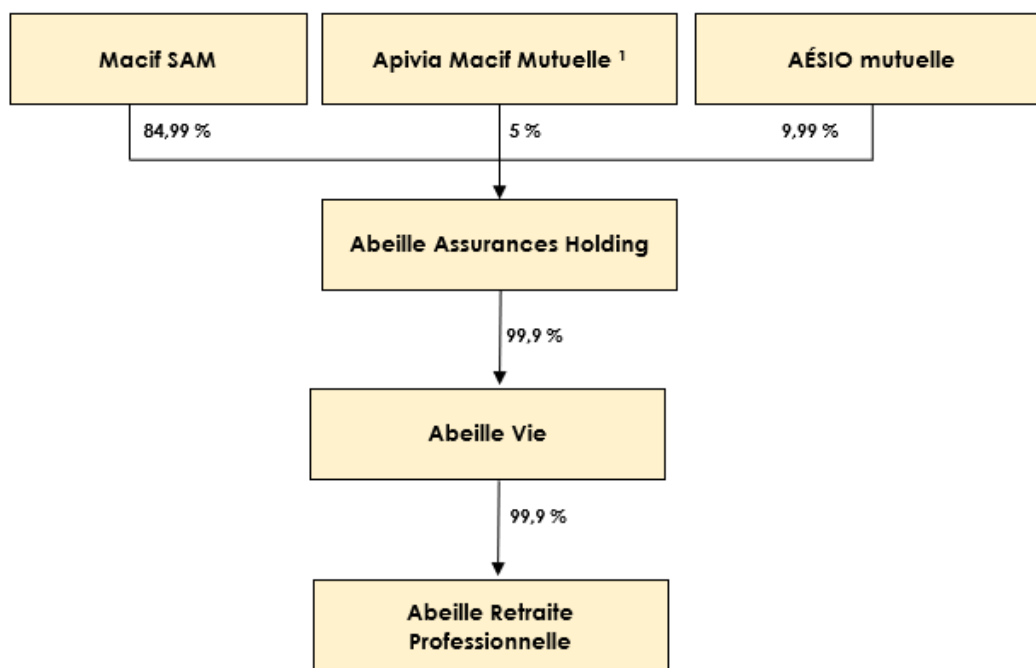 Macif SAM
Apivia Macif Mutuelle ¹
AÉSIO mutuelle
84,99 %
5 %
9,99 %
Abeille Assurances Holding
99,9 %
Abeille Vie
99,9 %
Abeille Retraite
Professionnelle